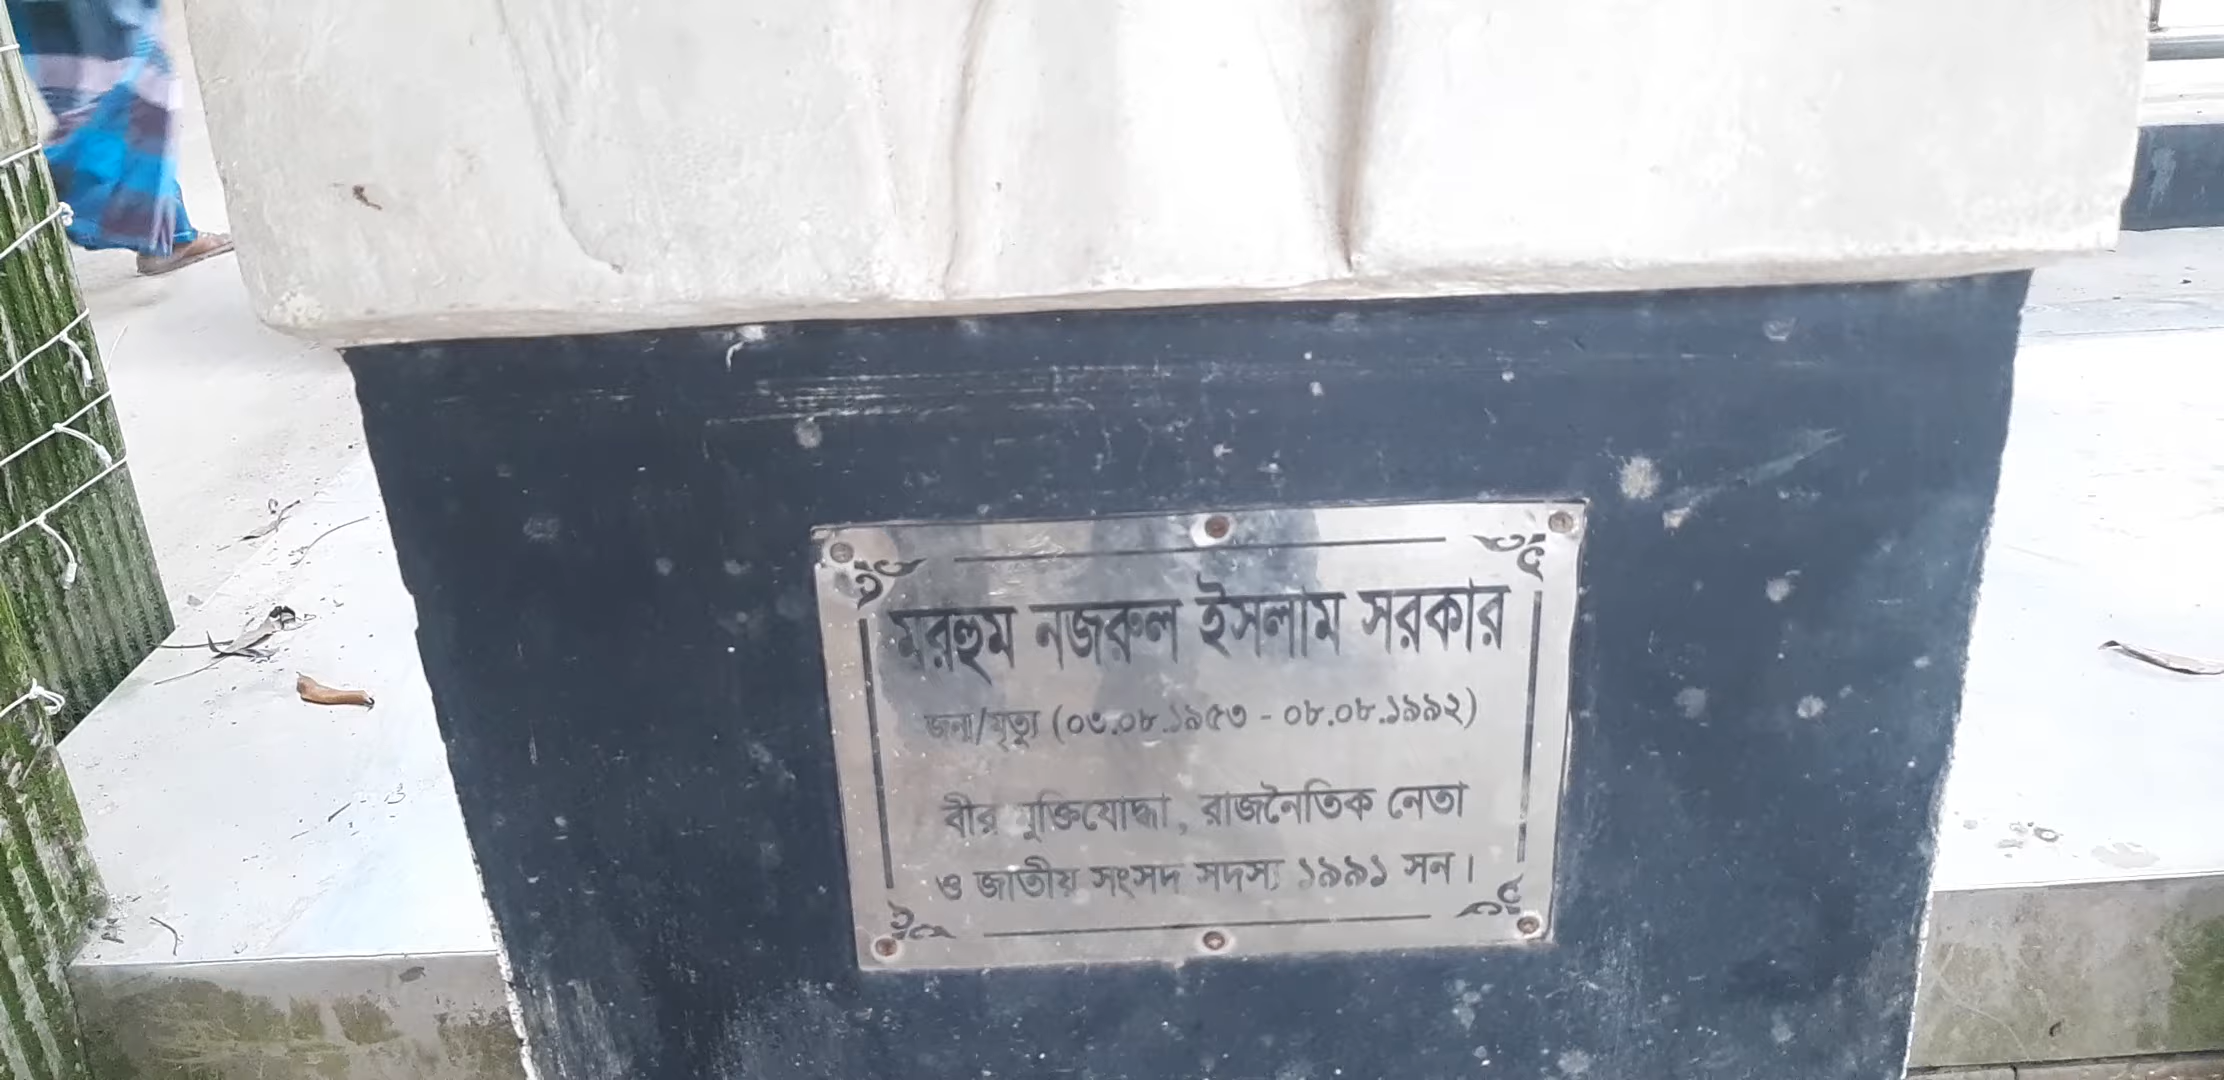 মরহুম নজরুল ইসলাম সরকার
জন্ম/মৃত্যু (০৩.০৮.১৯৫৩ - ০৮.০৮.১৯৯২)
বীর মুক্তিযোদ্ধা, রাজনৈতিক নেতা
ও জাতীয় সংসদ সদস্য ১৯৯১ সন।